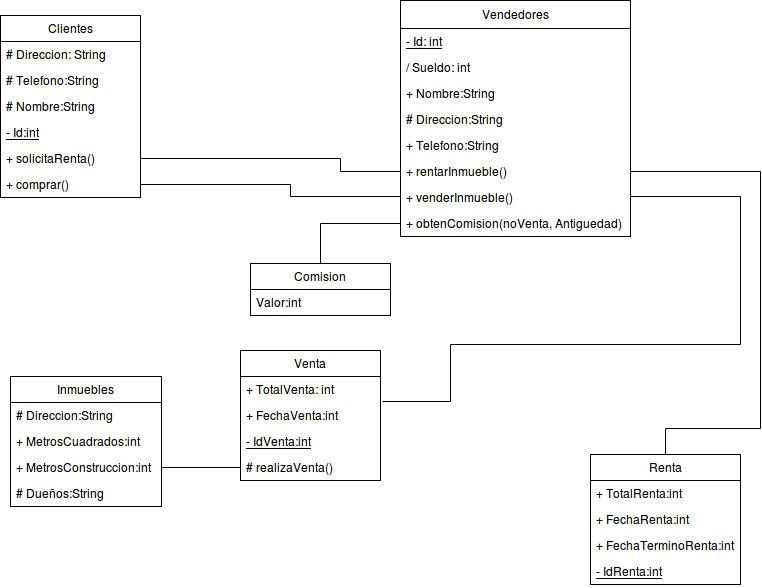 Clientes
# Direccion: String
# Telefono:String
# Nombre:String
- Id:int
+ solicitaRenta()
+ comprar()
Vendedores
- Id: int
/ Sueldo: int
+ Nombre:String
# Direccion:String
+ Telefono:String
+ rentarInmueble()
+ venderInmueble()
+ obtenComision(noVenta, Antiguedad)
Comision
Valor:int
Venta
+ TotalVenta: int
+ FechaVenta:int
- IdVenta:int
# realizaVenta()
Inmuebles
# Direccion:String
+ MetrosCuadrados:int
+ MetrosConstruccion:int
# Dueños:String
Renta
+ TotalRenta:int
+ FechaRenta:int
+ FechaTerminoRenta:int
- IdRenta:int